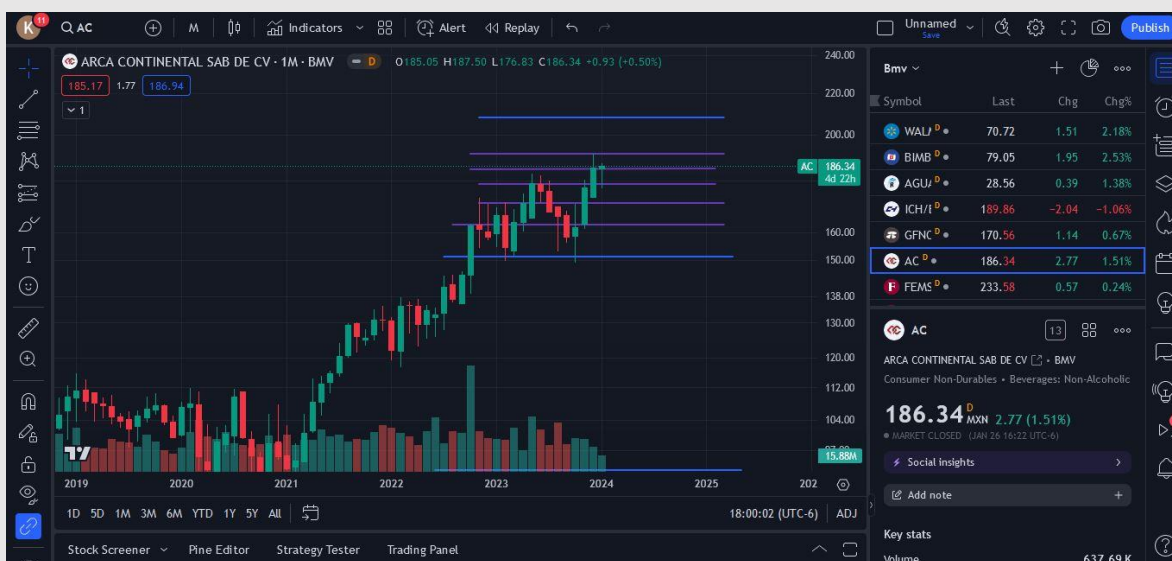 K 11 AC M Indicators Alert Replay Unnamed Save Publish
ARCA CONTINENTAL SAB DE CV · 1M · BMV D O185.05 H187.50 L176.83 C186.34 +0.93 (+0.50%)
185.17 1.77 186.94
1
240.00
220.00
200.00
AC 186.34
4d 22h
160.00
150.00
138.00
130.00
120.00
112.00
104.00
15.88M
2019 2020 2021 2022 2023 2024 2025 202
1D 5D 1M 3M 6M YTD 1Y 5Y All 18:00:02 (UTC-6) ADJ
Stock Screener Pine Editor Strategy Tester Trading Panel
Bmv
Symbol Last Chg Chg%
D 70.72 1.51 2.18%
BIMB D 79.05 1.95 2.53%
AGU D 28.56 0.39 1.38%
ICH/ D 189.86 −2.04 −1.06%
GFNC D 170.56 1.14 0.67%
AC D 186.34 2.77 1.51%
FEMS D 233.58 0.57 0.24%
AC 13
ARCA CONTINENTAL SAB DE CV · BMV
Consumer Non-Durables • Beverages: Non-Alcoholic
186.34 D MXN 2.77 (1.51%)
MARKET CLOSED (JAN 26 16:22 UTC-6)
Social insights
Add note
Key stats
Volume 637.69 K